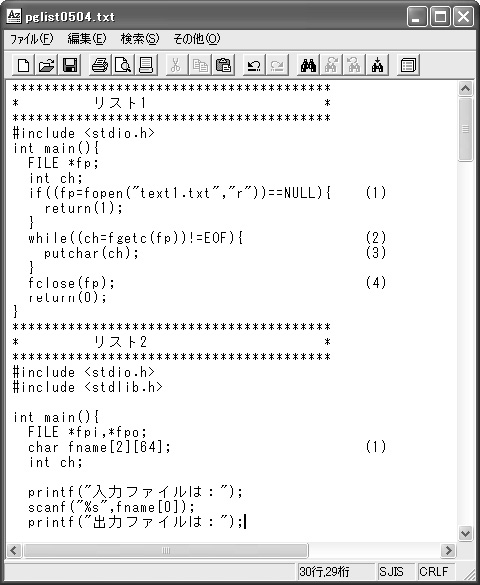 pglist0504.txt
ファイル(F) 編集(E) 検索(S) その他(O)
****************************************
* リスト1 *
****************************************
#include <stdio.h>
int main(){
FILE *fp;
int ch;
if((fp=fopen("text1.txt","r"))==NULL){ (1)
return(1);
}
while((ch=fgetc(fp))!=EOF){ (2)
putchar(ch); (3)
}
fclose(fp); (4)
return(0);
}
****************************************
* リスト2 *
****************************************
#include <stdio.h>
#include <stdlib.h>
int main(){
FILE *fpi,*fpo;
char fname[2][64]; (1)
int ch;
printf("入力ファイルは：");
scanf("%s",fname[0]);
printf("出力ファイルは：");
30行,29桁 SJIS CRLF